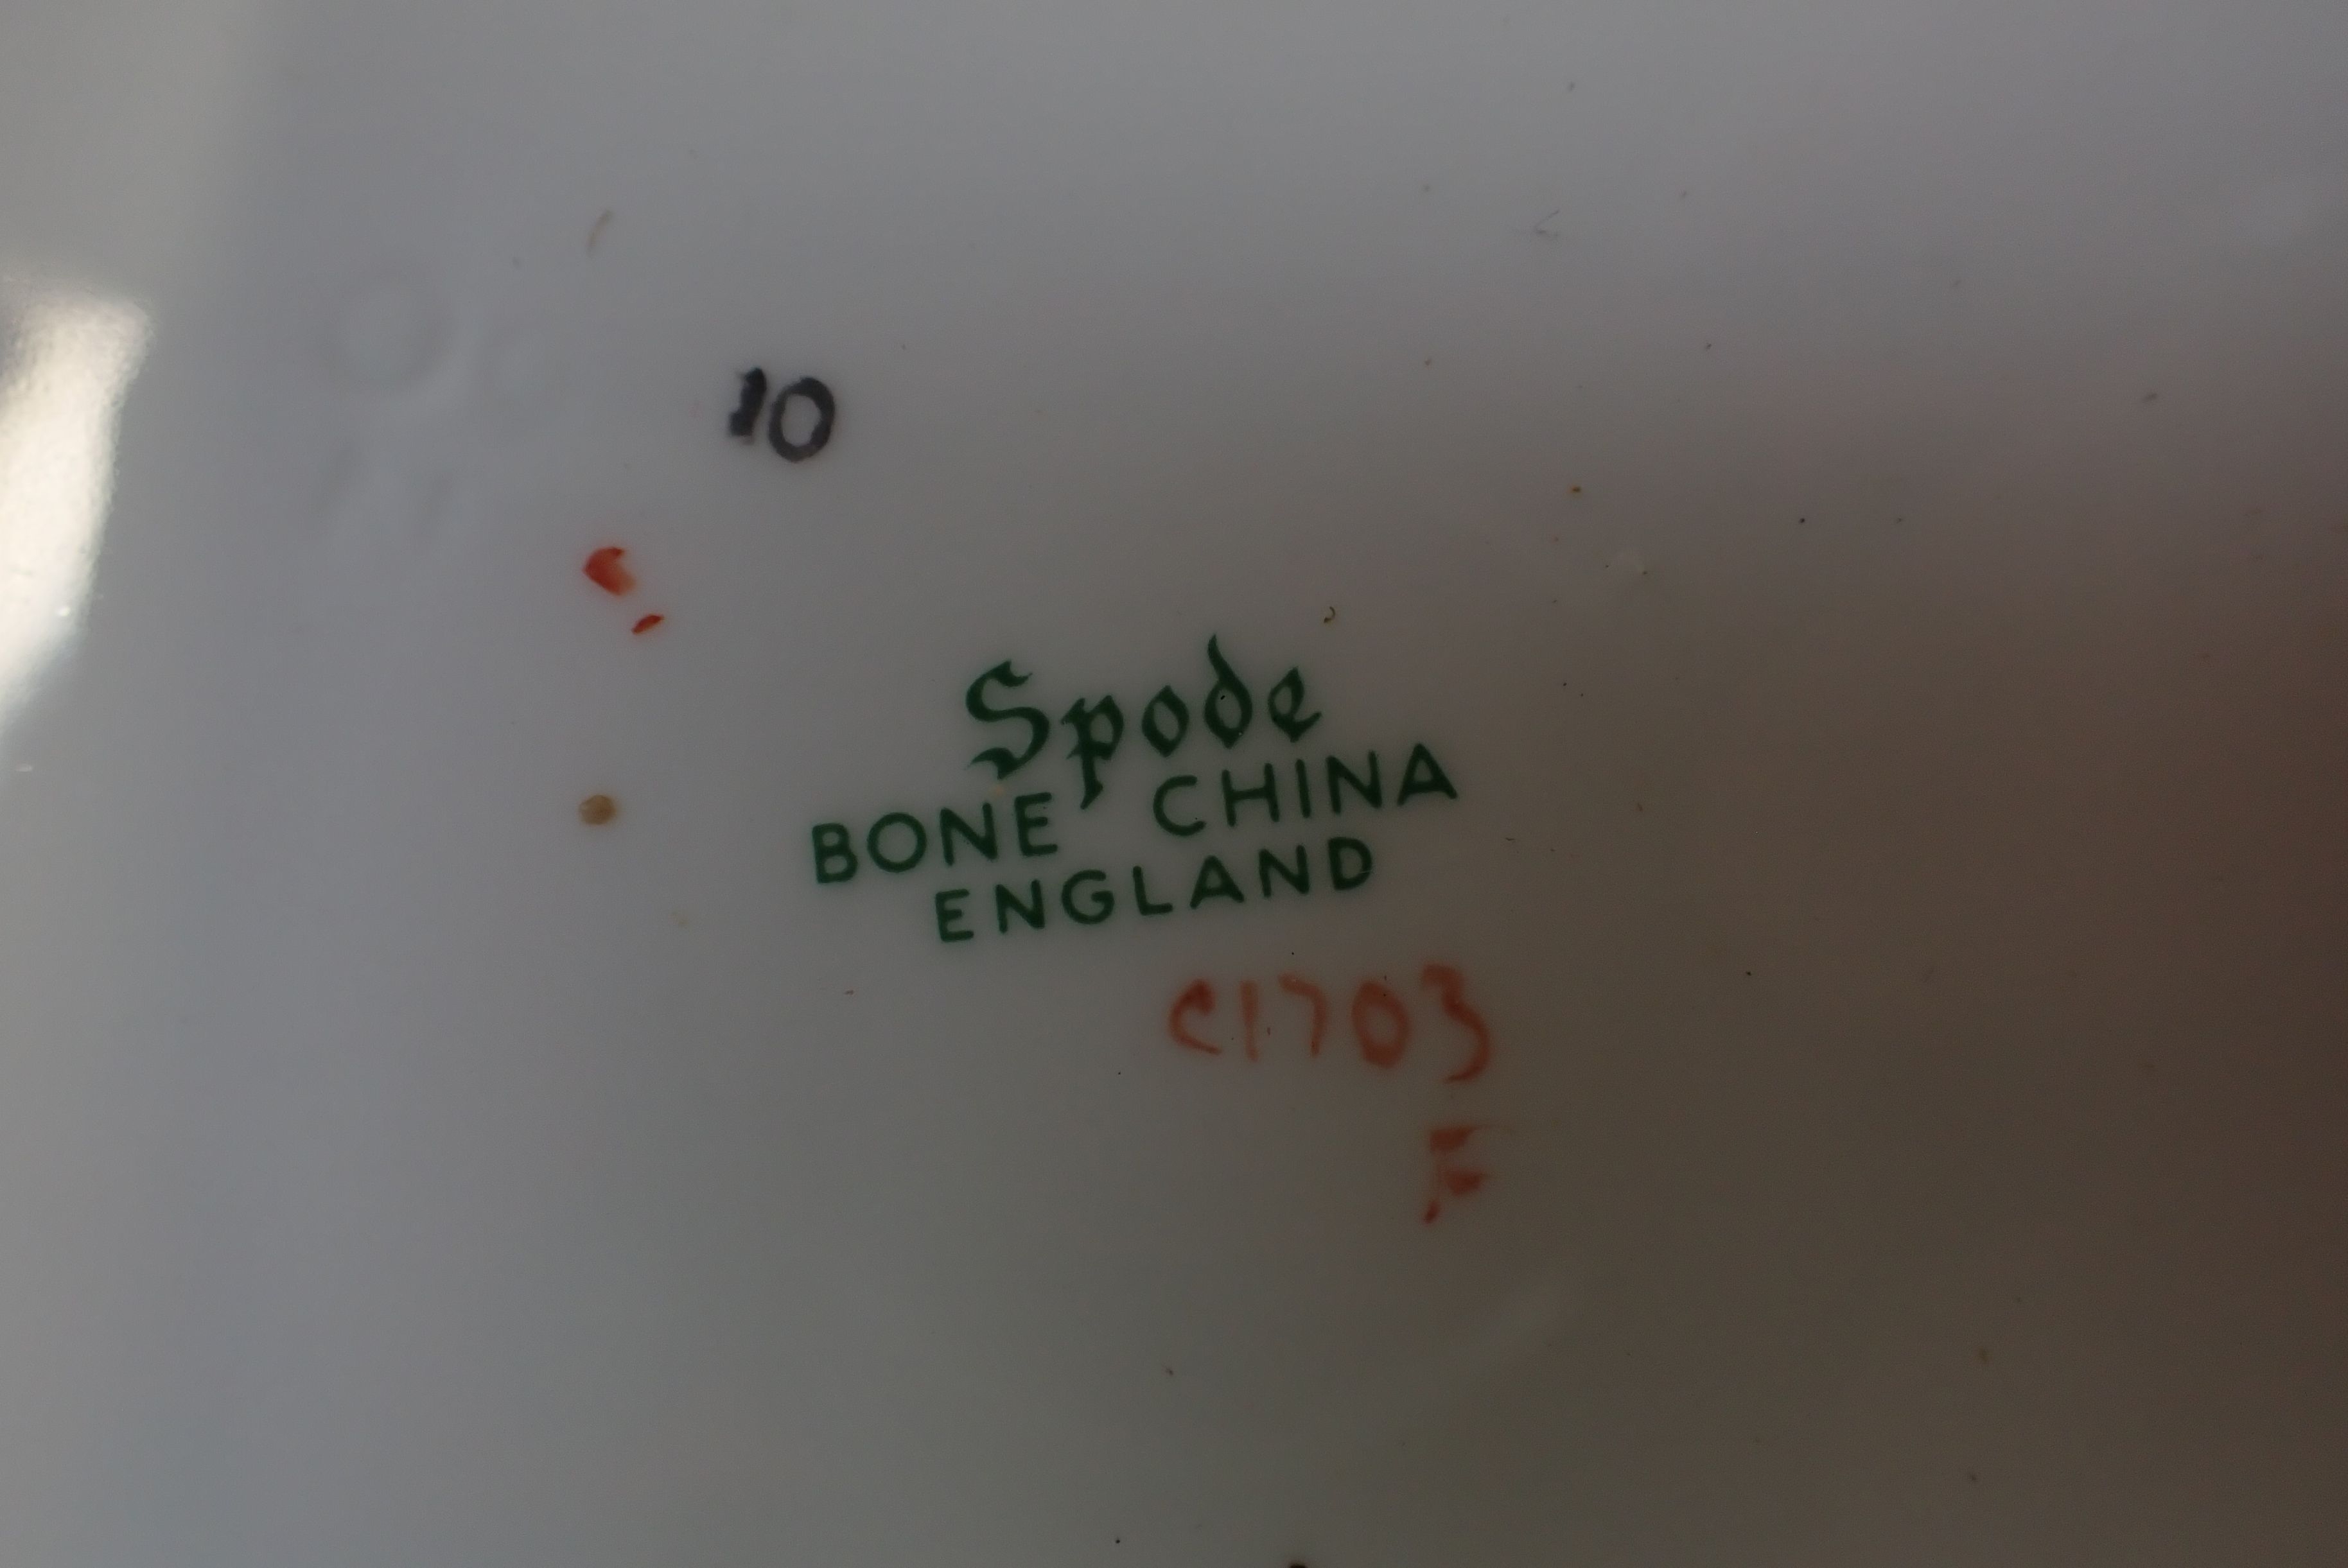 10
Spode
BONE CHINA
ENGLAND
C1703
F